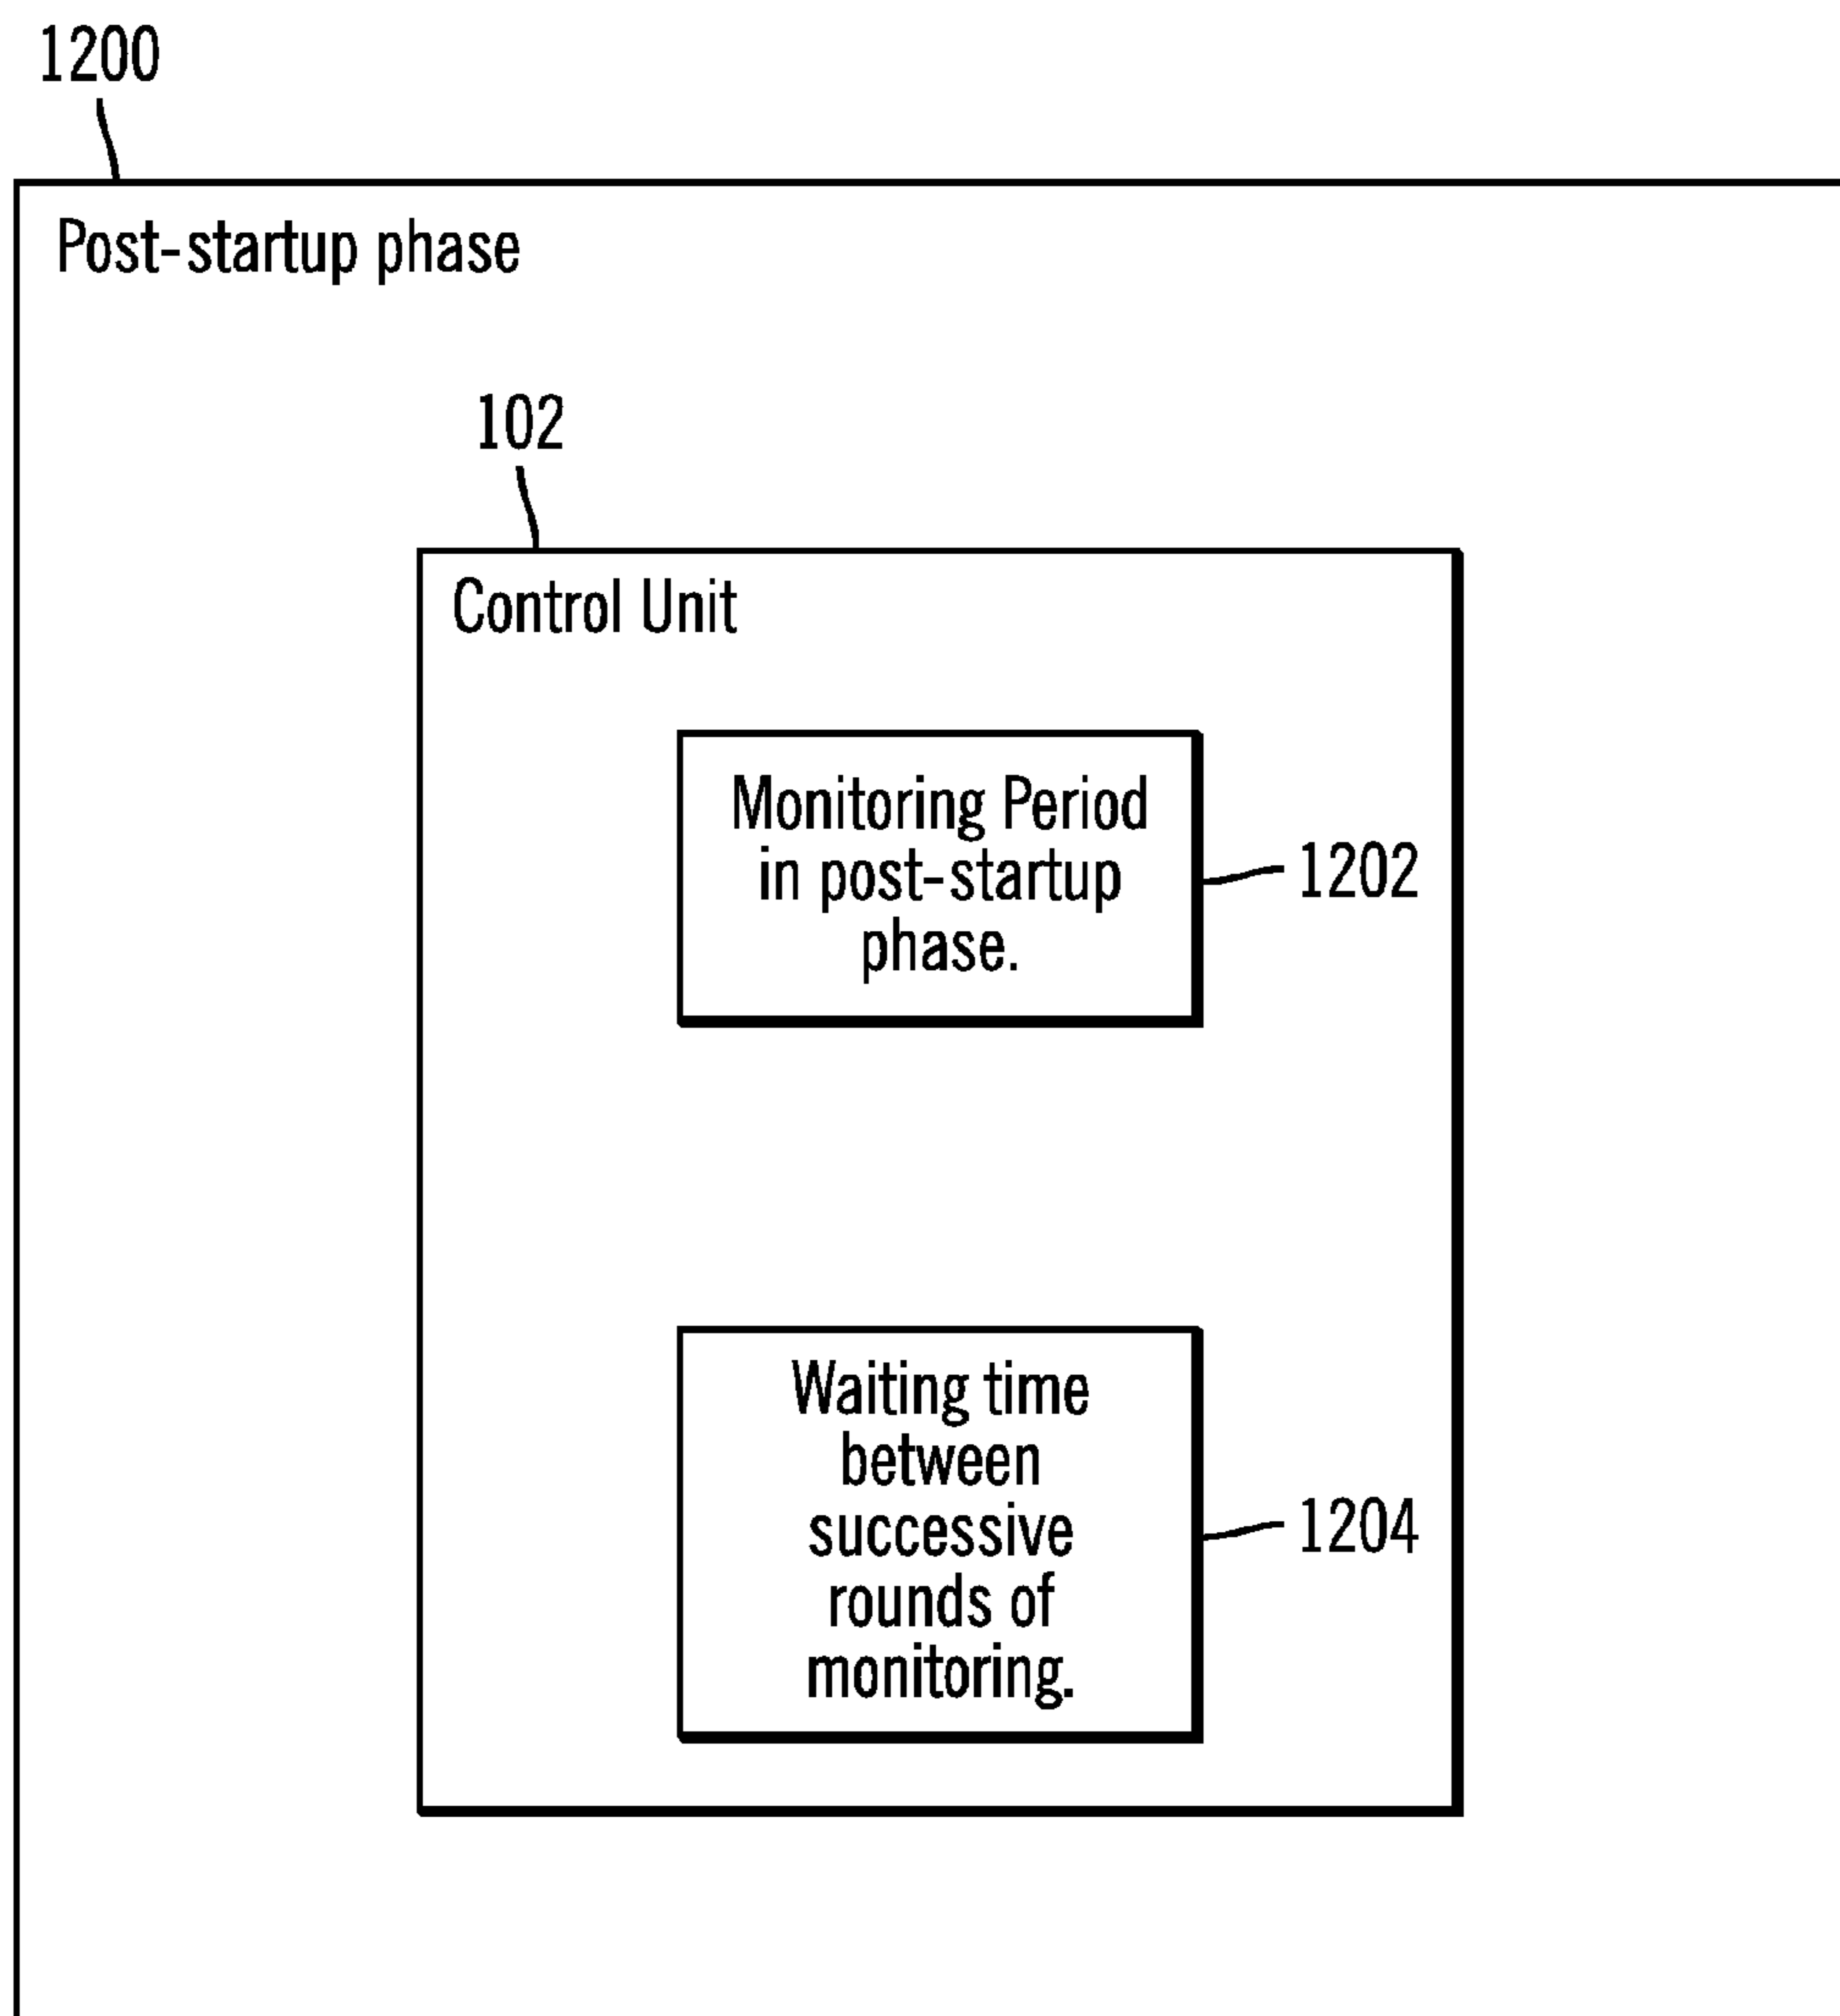 1200
Post-startup phase
102
Control Unit
Monitoring Period
in post-startup
phase.
1202
Waiting time
between
successive
rounds of
monitoring.
1204